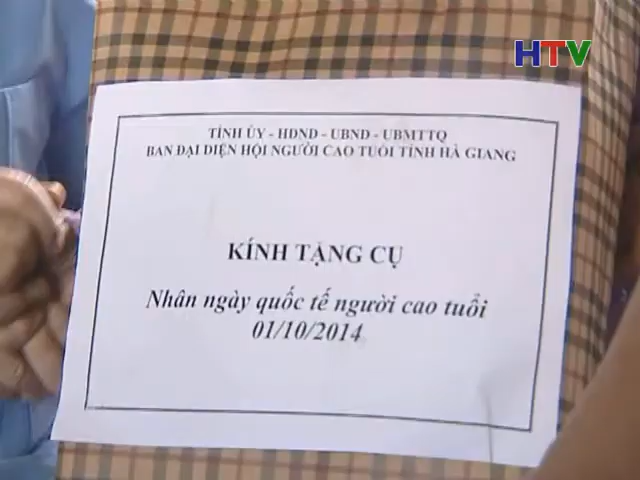 HTV
TỈNH ỦY - HĐND - UBND - UBMTTQ
BAN ĐẠI DIỆN HỘI NGƯỜI CAO TUỔI TỈNH HÀ GIANG
KÍNH TẶNG CỤ
Nhân ngày quốc tế người cao tuổi
01/10/2014